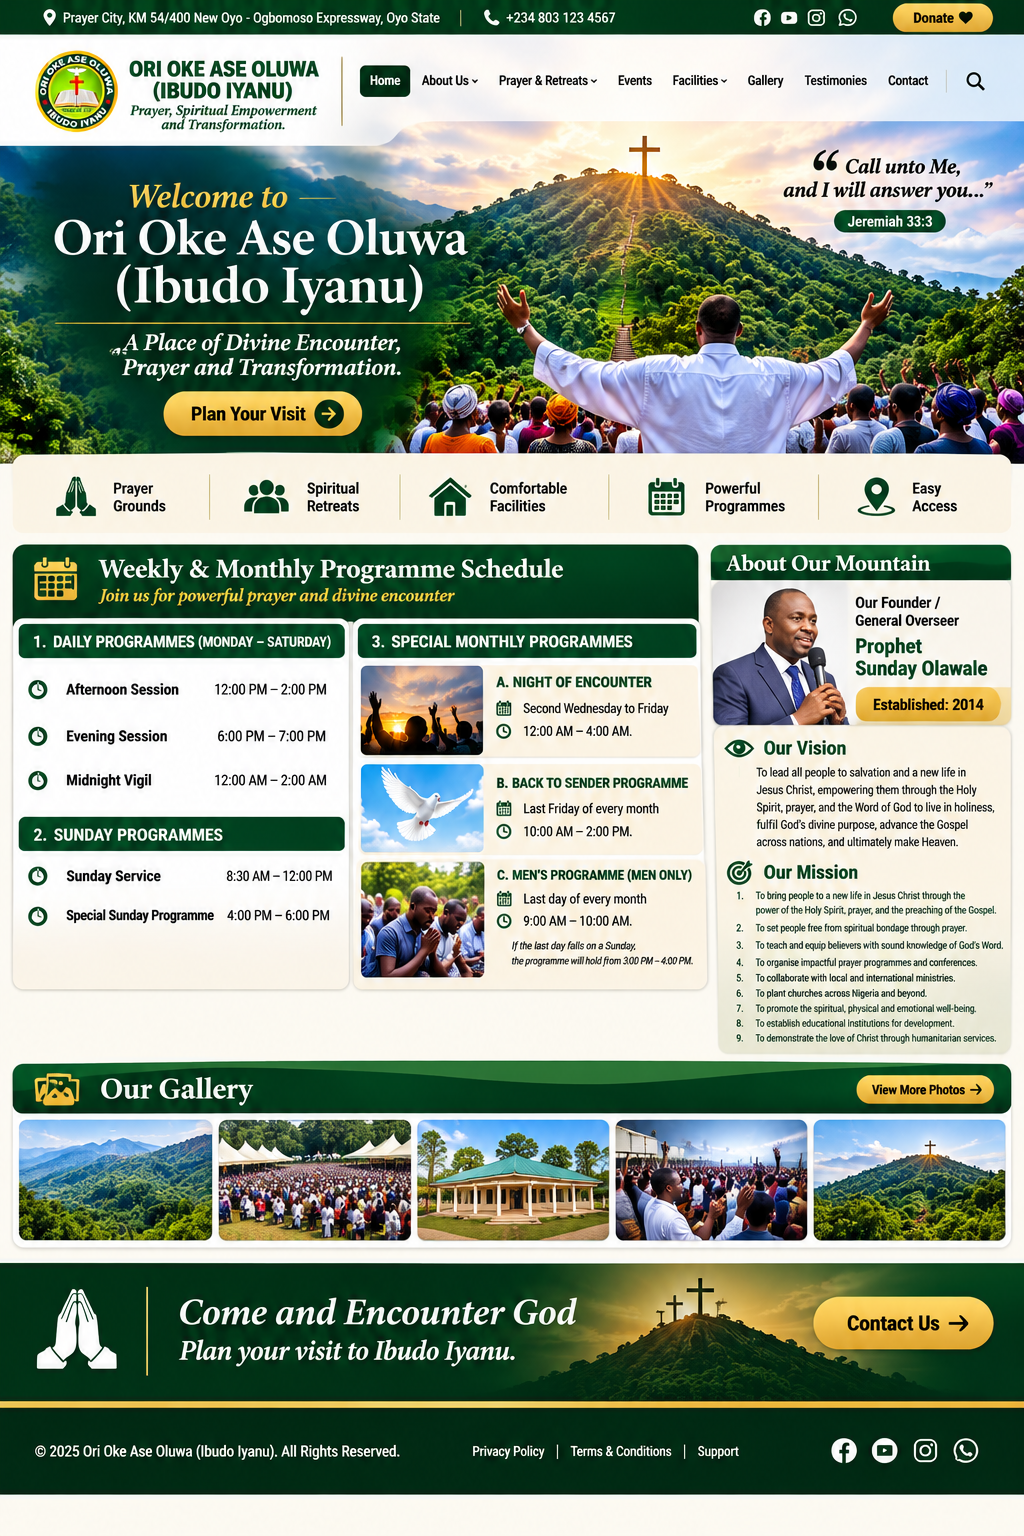 Prayer City, KM 54/400 New Oyo - Ogbomoso Expressway, Oyo State
+234 803 123 4567
Donate
ORI OKE ASE OLUWA
IBUDO IYANU
ORI OKE ASE OLUWA
(IBUDO IYANU)
Prayer, Spiritual Empowerment
and Transformation.
Home
About Us
Prayer & Retreats
Events
Facilities
Gallery
Testimonies
Contact
Welcome to
Ori Oke Ase Oluwa
(Ibudo Iyanu)
A Place of Divine Encounter,
Prayer and Transformation.
Plan Your Visit
“ Call unto Me,
and I will answer you...”
Jeremiah 33:3
Prayer
Grounds
Spiritual
Retreats
Comfortable
Facilities
Powerful
Programmes
Easy
Access
Weekly & Monthly Programme Schedule
Join us for powerful prayer and divine encounter
1. DAILY PROGRAMMES (MONDAY – SATURDAY)
Afternoon Session 12:00 PM – 2:00 PM
Evening Session 6:00 PM – 7:00 PM
Midnight Vigil 12:00 AM – 2:00 AM
2. SUNDAY PROGRAMMES
Sunday Service 8:30 AM – 12:00 PM
Special Sunday Programme 4:00 PM – 6:00 PM
3. SPECIAL MONTHLY PROGRAMMES
A. NIGHT OF ENCOUNTER
Second Wednesday to Friday
12:00 AM – 4:00 AM.
B. BACK TO SENDER PROGRAMME
Last Friday of every month
10:00 AM – 2:00 PM.
C. MEN'S PROGRAMME (MEN ONLY)
Last day of every month
9:00 AM – 10:00 AM.
If the last day falls on a Sunday,
the programme will hold from 3:00 PM – 4:00 PM.
About Our Mountain
Our Founder /
General Overseer
Prophet
Sunday Olawale
Established: 2014
Our Vision
To lead all people to salvation and a new life in
Jesus Christ, empowering them through the Holy
Spirit, prayer, and the Word of God to live in holiness,
fulfil God's divine purpose, advance the Gospel
across nations, and ultimately make Heaven.
Our Mission
1. To bring people to a new life in Jesus Christ through the
power of the Holy Spirit, prayer, and the preaching of the Gospel.
2. To set people free from spiritual bondage through prayer.
3. To teach and equip believers with sound knowledge of God's Word.
4. To organise impactful prayer programmes and conferences.
5. To collaborate with local and international ministries.
6. To plant churches across Nigeria and beyond.
7. To promote the spiritual, physical and emotional well-being.
8. To establish educational Institutions for development.
9. To demonstrate the love of Christ through humanitarian services.
Our Gallery
View More Photos
Come and Encounter God
Plan your visit to Ibudo Iyanu.
Contact Us
© 2025 Ori Oke Ase Oluwa (Ibudo Iyanu). All Rights Reserved.
Privacy Policy | Terms & Conditions | Support